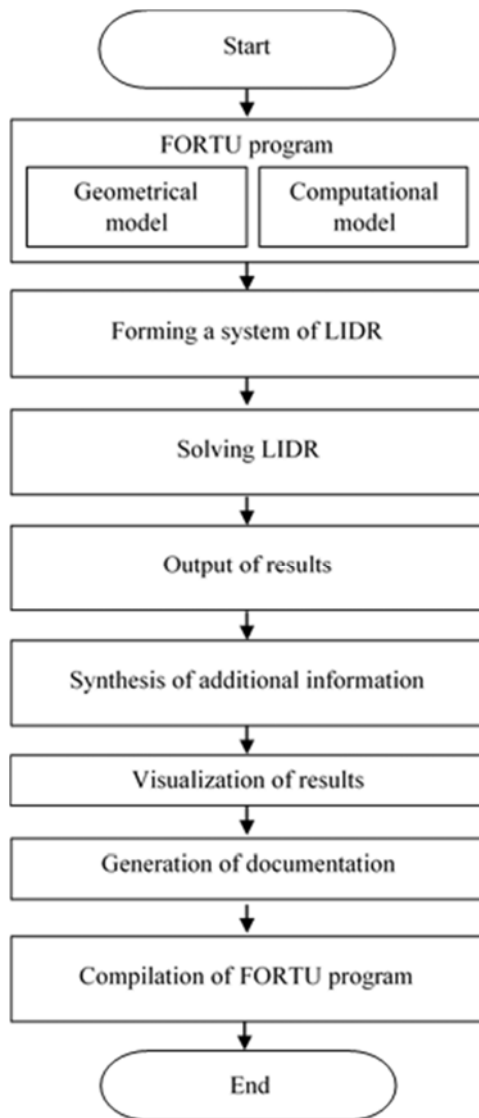 Start
FORTU program
Geometrical
model
Computational
model
Forming a system of LIDR
Solving LIDR
Output of results
Synthesis of additional information
Visualization of results
Generation of documentation
Compilation of FORTU program
End